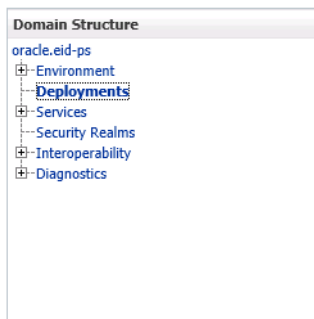 Domain Structure
oracle.eid-ps
Environment
Deployments
Services
Security Realms
Interoperability
Diagnostics